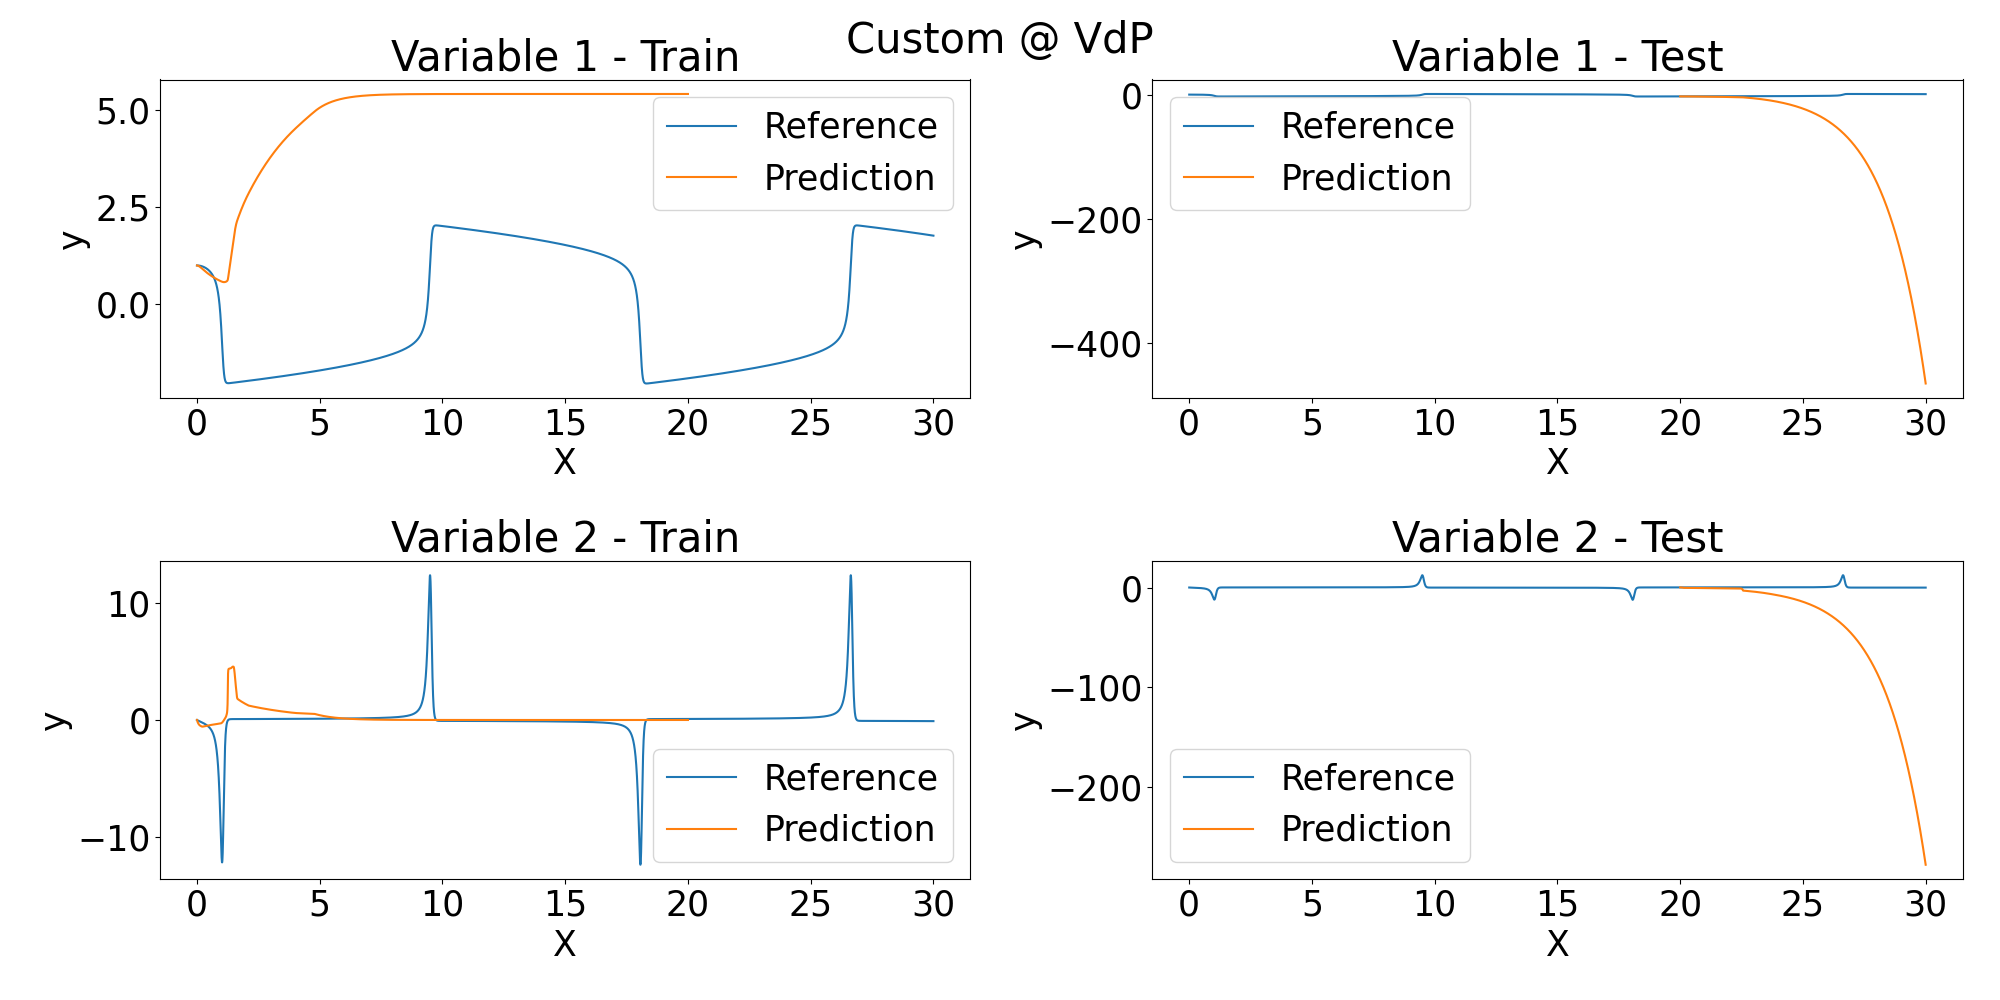 Custom @ VdP
Variable 1 - Train
y
5.0
2.5
0.0
Reference
Prediction
0 5 10 15 20 25 30
X
Variable 1 - Test
y
0
−200
−400
Reference
Prediction
0 5 10 15 20 25 30
X
Variable 2 - Train
y
10
0
−10
Reference
Prediction
0 5 10 15 20 25 30
X
Variable 2 - Test
y
0
−100
−200
Reference
Prediction
0 5 10 15 20 25 30
X